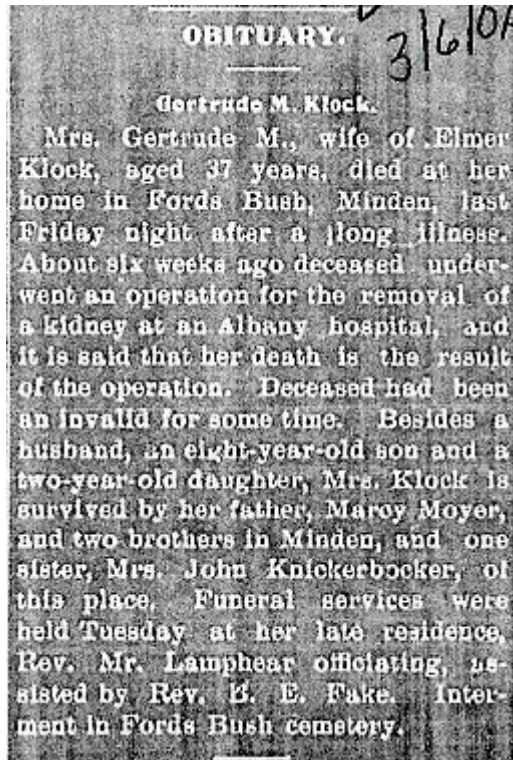 3/6/0
OBITUARY.
Gertrude M. Klock.
Mrs. Gertrude M., wife of Elmer
Klock, aged 37 years, died at her
home in Fords Bush, Minden, last
Friday night after a long illness.
About six weeks ago deceased under-
went an operation for the removal of
a kidney at an Albany hospital, and
it is said that her death is the result
of the operation. Deceased had been
an invalid for some time. Besides a
husband, an eight-year-old son and a
two-year-old daughter, Mrs. Klock is
survived by her father, Marcy Moyer,
and two brothers in Minden, and one
sister, Mrs. John Knickerbocker, of
this place. Funeral services were
held Tuesday at her late residence,
Rev. Mr. Lamphear officiating, as-
sisted by Rev. B. E. Fake. Inter-
ment in Fords Bush cemetery.